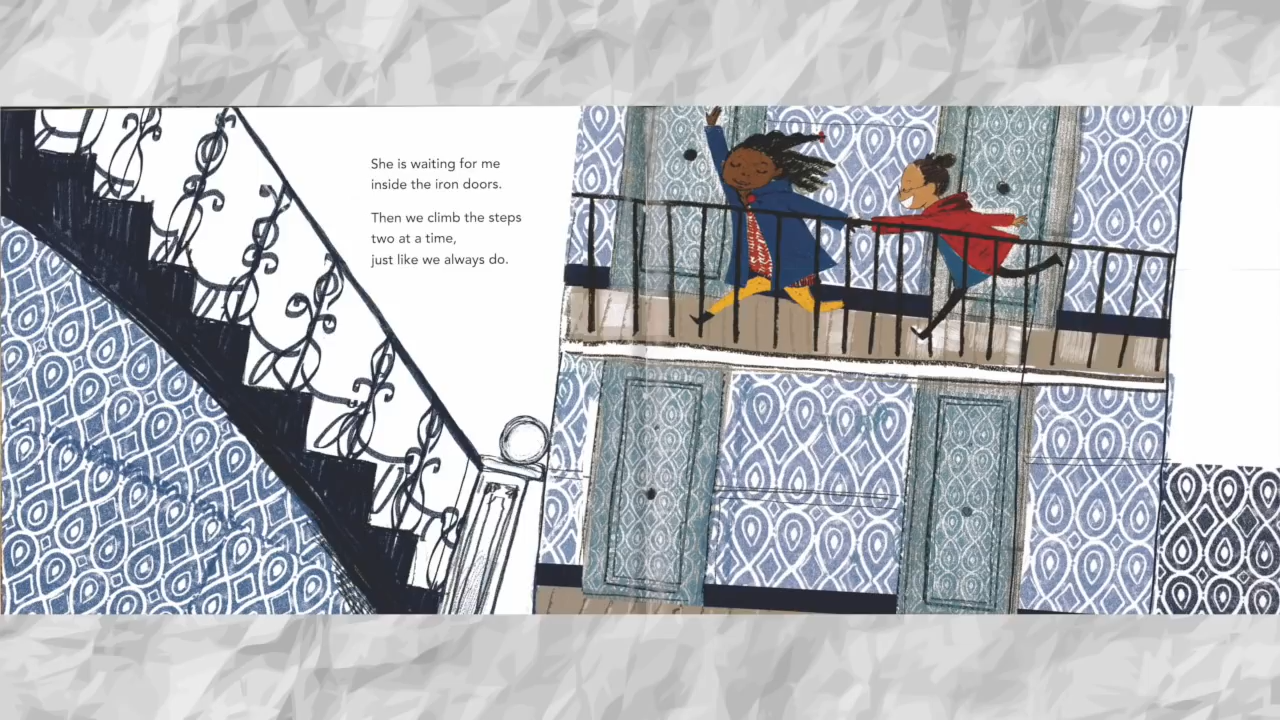 She is waiting for me
inside the iron doors.
Then we climb the steps
two at a time,
just like we always do.